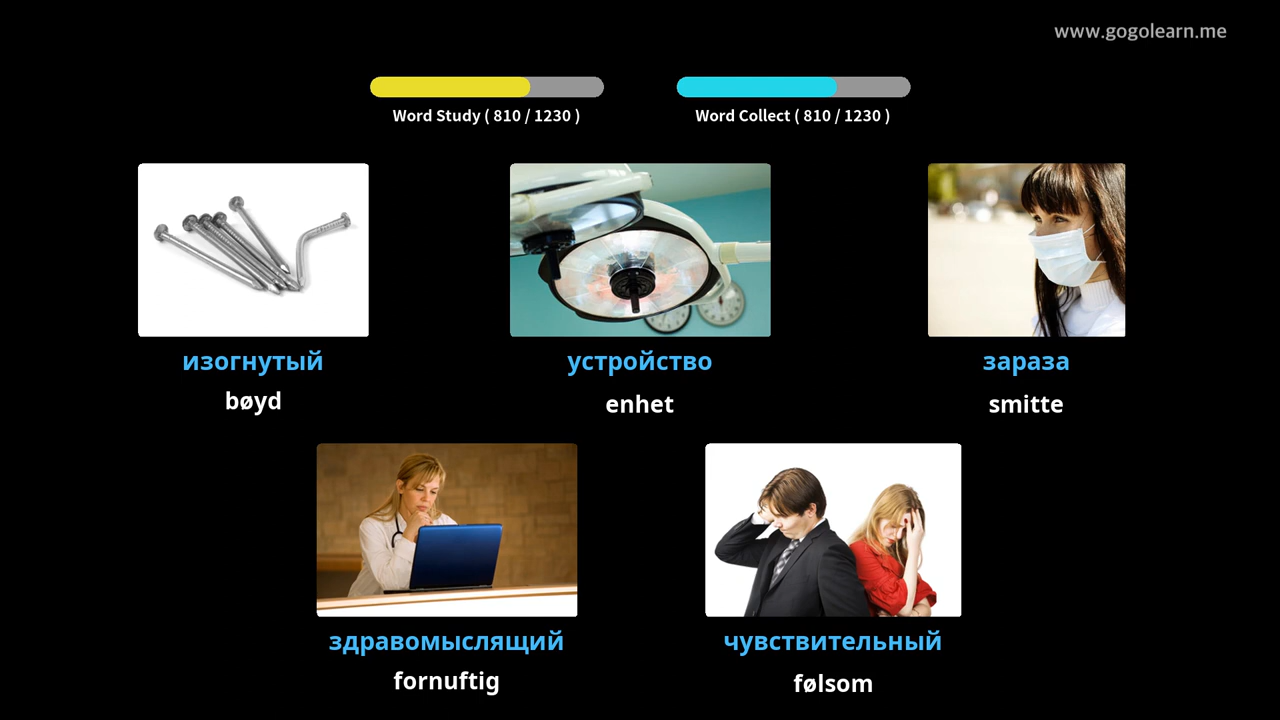 www.gogolearn.me
Word Study ( 810 / 1230 )
Word Collect ( 810 / 1230 )
изогнутый
устройство
зараза
bøyd
enhet
smitte
здравомыслящий
чувствительный
fornuftig
følsom